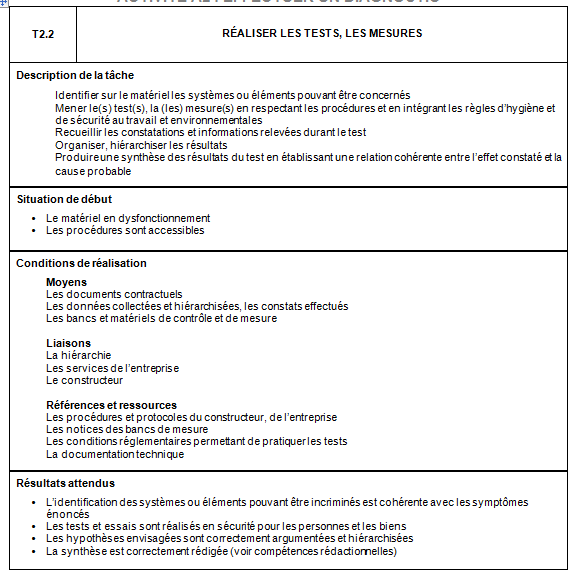 T2.2
RÉALISER LES TESTS, LES MESURES
Description de la tâche
Identifier sur le matériel les systèmes ou éléments pouvant être concernés
Mener le(s) test(s), la (les) mesure(s) en respectant les procédures et en intégrant les règles d'hygiène et
de sécurité au travail et environnementales
Recueillir les constatations et informations relevées durant le test
Organiser, hiérarchiser les résultats
Produire une synthèse des résultats du test en établissant une relation cohérente entre l'effet constaté et la
cause probable
Situation de début
• Le matériel en dysfonctionnement
• Les procédures sont accessibles
Conditions de réalisation
Moyens
Les documents contractuels
Les données collectées et hiérarchisées, les constats effectués
Les bancs et matériels de contrôle et de mesure
Liaisons
La hiérarchie
Les services de l'entreprise
Le constructeur
Références et ressources
Les procédures et protocoles du constructeur, de l'entreprise
Les notices des bancs de mesure
Les conditions réglementaires permettant de pratiquer les tests
La documentation technique
Résultats attendus
• L'identification des systèmes ou éléments pouvant être incriminés est cohérente avec les symptômes
énoncés
• Les tests et essais sont réalisés en sécurité pour les personnes et les biens
• Les hypothèses envisagées sont correctement argumentées et hiérarchisées
• La synthèse est correctement rédigée (voir compétences rédactionnelles)